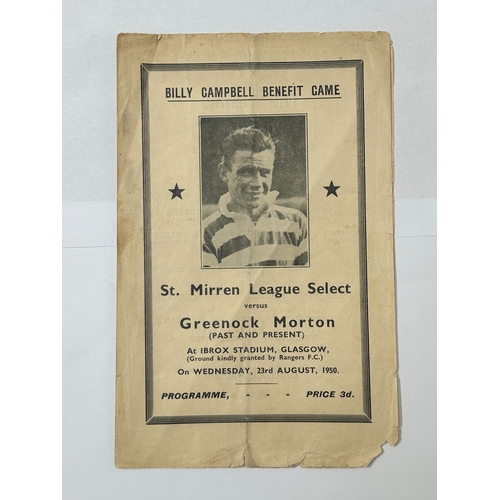 BILLY CAMPBELL BENEFIT GAME
St. Mirren League Select
versus
Greenock Morton
(PAST AND PRESENT)
At IBROX STADIUM, GLASGOW,
(Ground kindly granted by Rangers F.C.)
On WEDNESDAY, 23rd AUGUST, 1950.
PROGRAMME, - - - PRICE 3d.